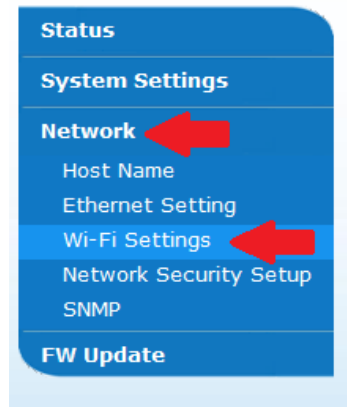 Status
System Settings
Network
Host Name
Ethernet Setting
Wi-Fi Settings
Network Security Setup
SNMP
FW Update